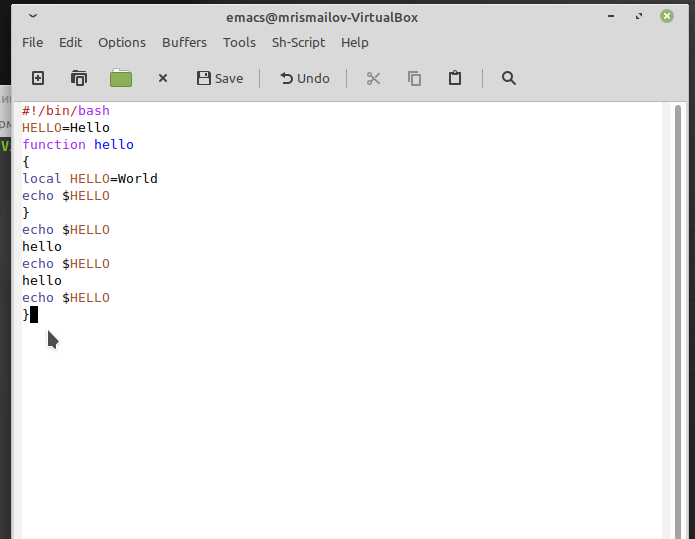 emacs@mrismailov-VirtualBox
File Edit Options Buffers Tools Sh-Script Help
Save Undo
#!/bin/bash
HELLO=Hello
function hello
{
local HELLO=World
echo $HELLO
}
echo $HELLO
hello
echo $HELLO
hello
echo $HELLO
}